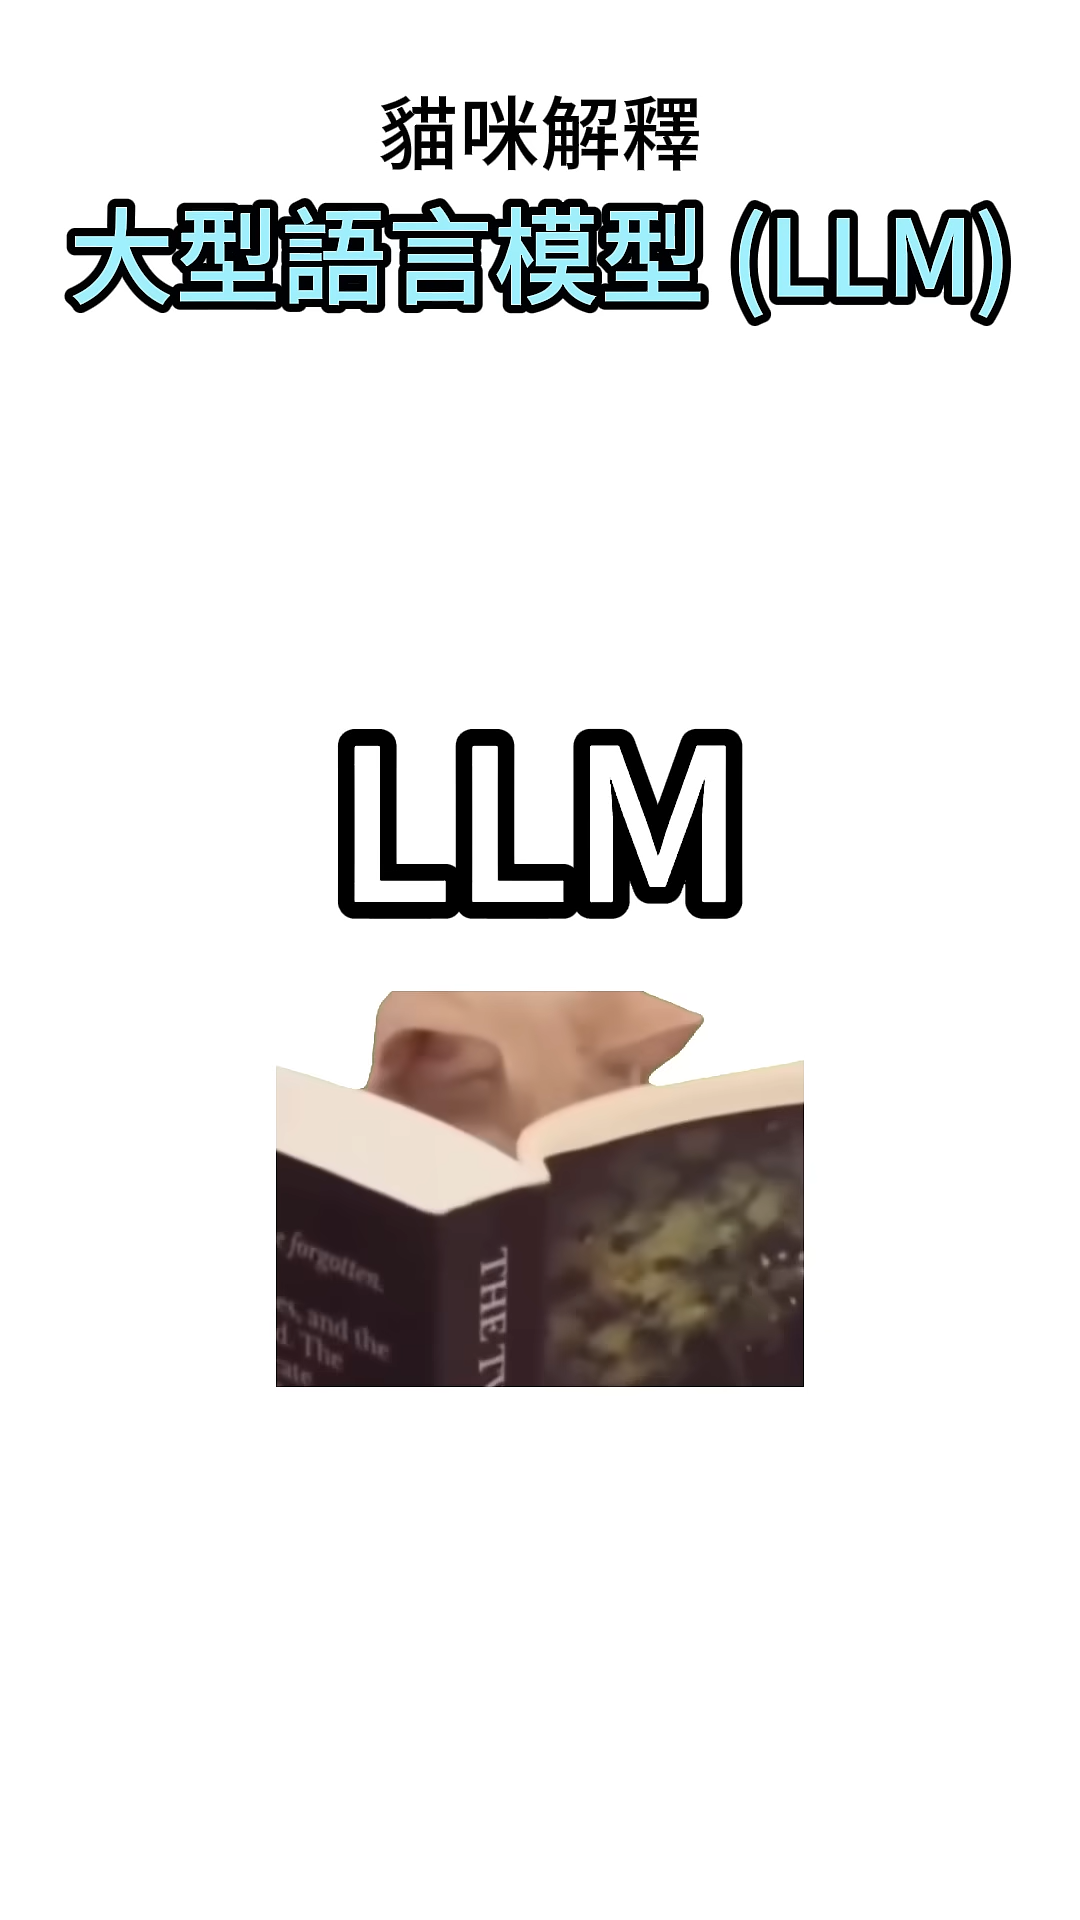 貓咪解釋
大型語言模型 (LLM)
LLM
forgotten.
and the
The
THE